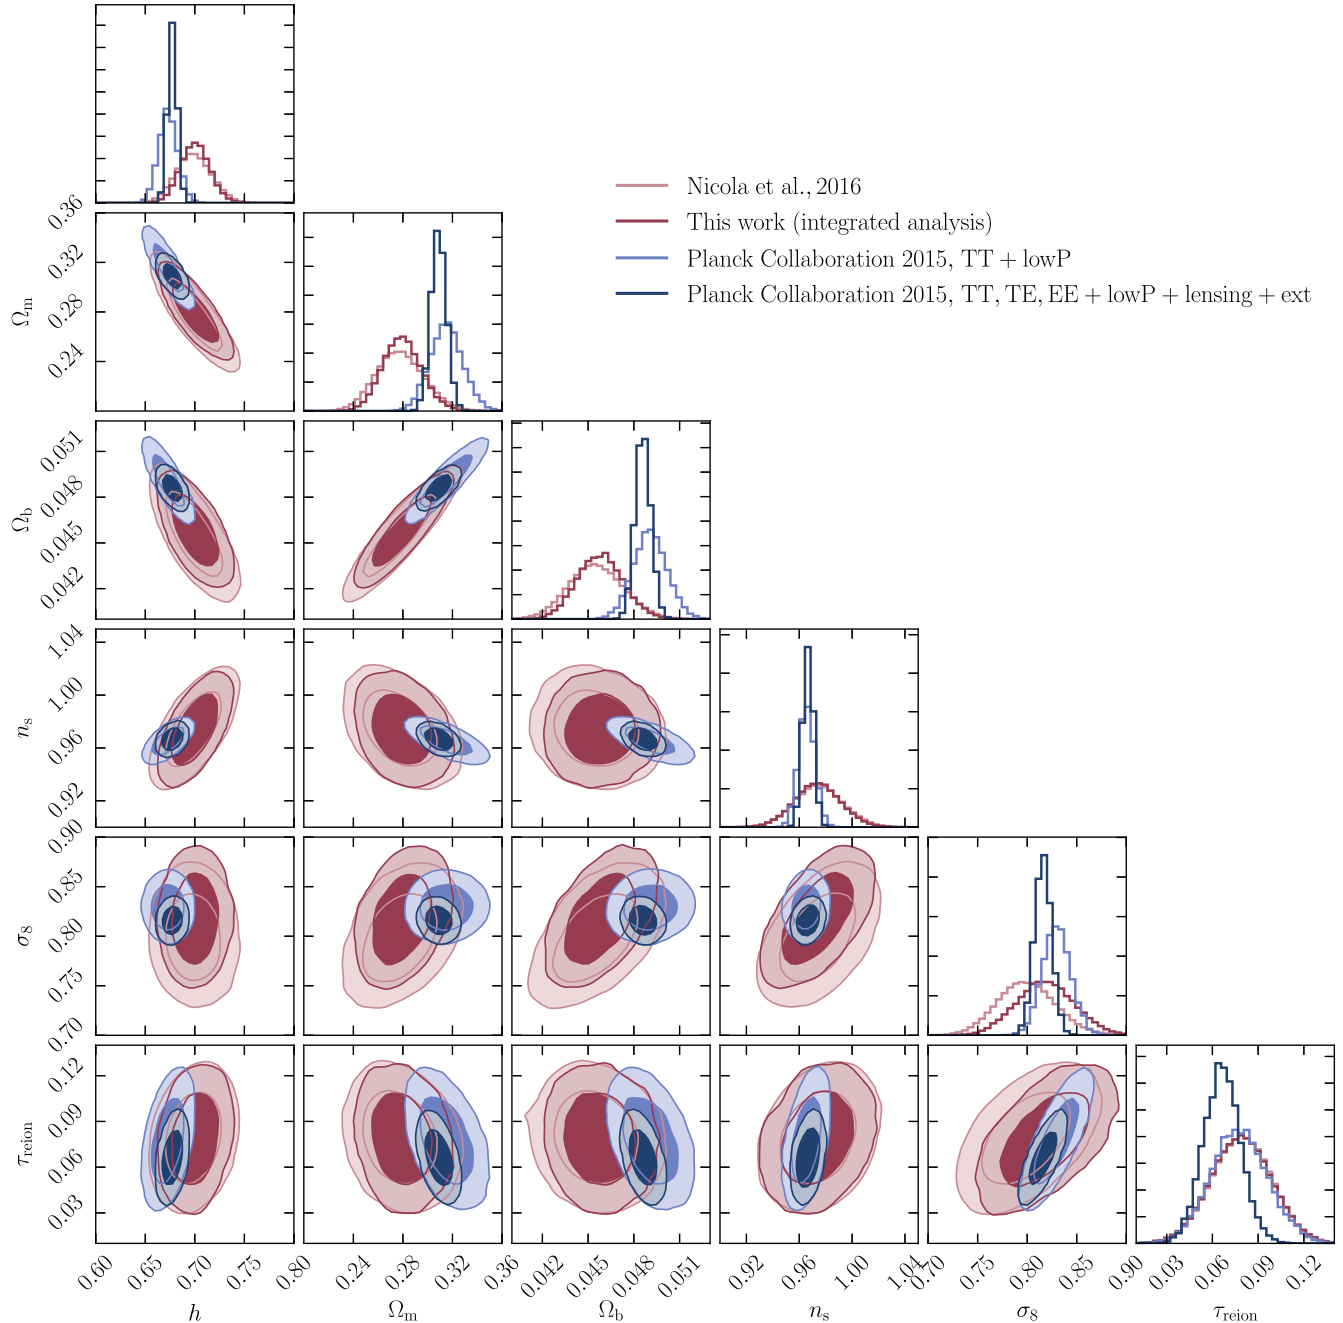 Nicola et al., 2016
This work (integrated analysis)
Planck Collaboration 2015, TT + lowP
Planck Collaboration 2015, TT, TE, EE + lowP + lensing + ext
0.36
0.32
0.28
0.24
Ωm
0.051
0.048
0.045
0.042
Ωb
1.04
1.00
0.96
0.92
ns
0.90
0.85
0.80
0.75
0.70
σ8
0.12
0.09
0.06
0.03
τreion
0.60 0.65 0.70 0.75 0.80
0.24 0.28 0.32 0.36
0.042 0.045 0.048 0.051
0.92 0.96 1.00 1.04
0.70 0.75 0.80 0.85 0.90
0.03 0.06 0.09 0.12
h Ωm Ωb ns σ8 τreion